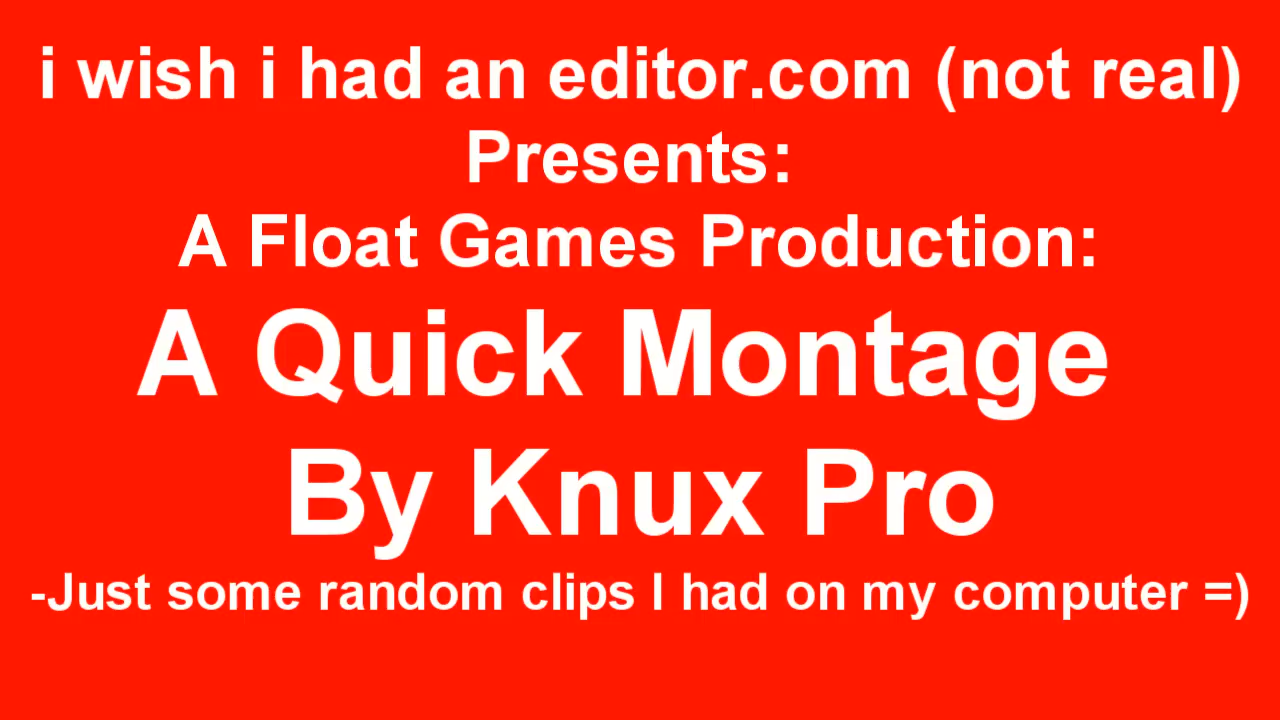 i wish i had an editor.com (not real)
Presents:
A Float Games Production:
A Quick Montage
By Knux Pro
-Just some random clips I had on my computer =)